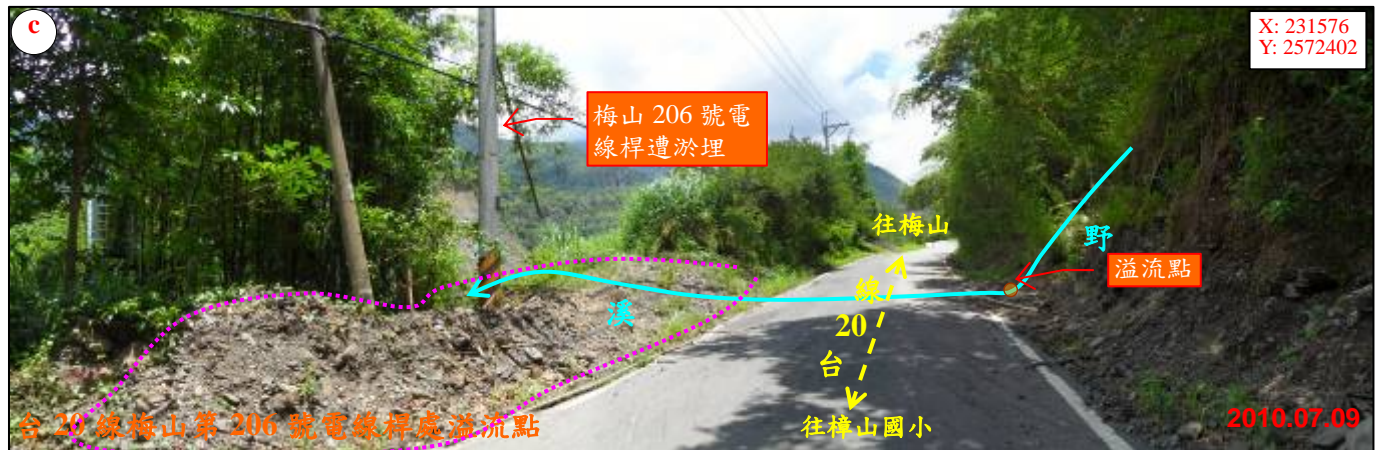 c
X: 231576
Y: 2572402
梅山 206 號電
線桿遭淤埋
往梅山
野
溢流點
溪
線
20
台
往樟山國小
台 20 線梅山第 206 號電線桿處溢流點
2010.07.09